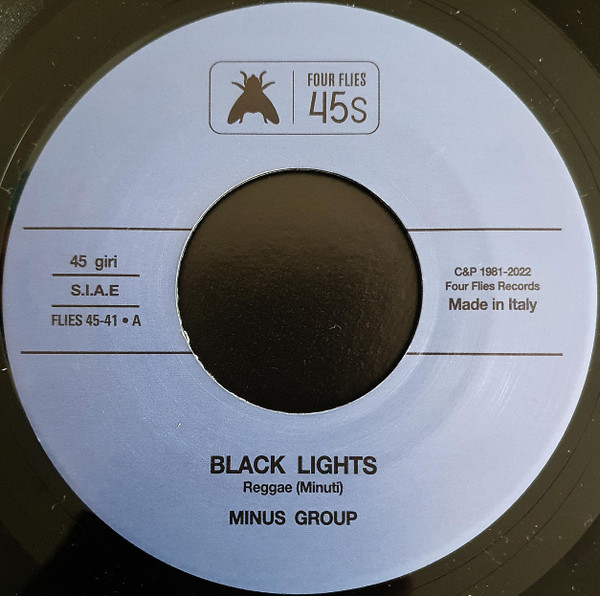 FOUR FLIES
45s
45 giri
S.I.A.E
FLIES 45-41 • A
C&P 1981-2022
Four Flies Records
Made in Italy
BLACK LIGHTS
Reggae (Minuti)
MINUS GROUP